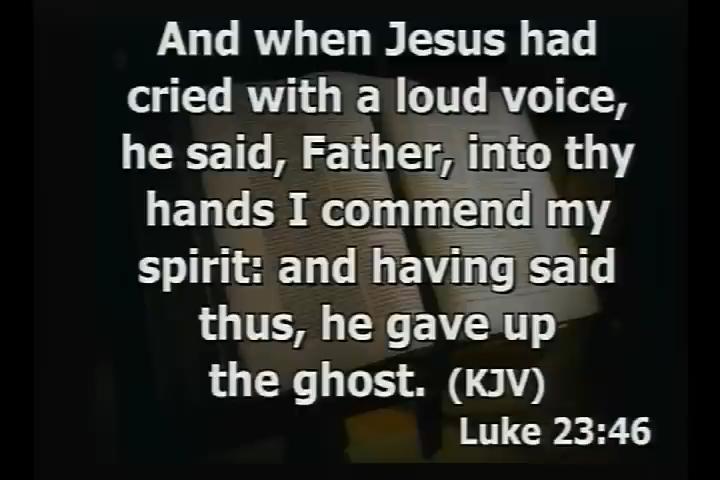 And when Jesus had
cried with a loud voice,
he said, Father, into thy
hands I commend my
spirit: and having said
thus, he gave up
the ghost. (KJV)
Luke 23:46